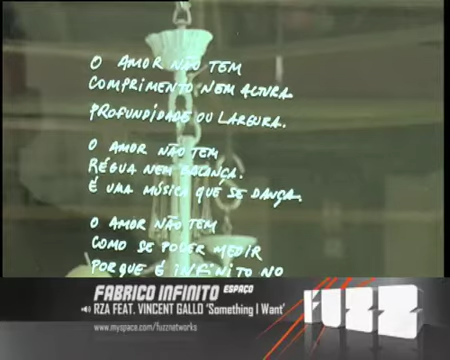 O AMOR NÃO TEM
COMPRIMENTO NEM ALTURA
PROFUNDIDADE OU LARGURA.
O AMOR NÃO TEM
RÉGUA NEM BALANÇA.
É UMA MÚSICA QUE SE DANÇA.
O AMOR NÃO TEM
COMO SE PODER MEDIR
PORQUE É INFINITO NO
FABRICO INFINITO ESPAÇO
RZA FEAT. VINCENT GALLO 'Something I Want'
www.myspace.com/fuzznetworks
FUZZ